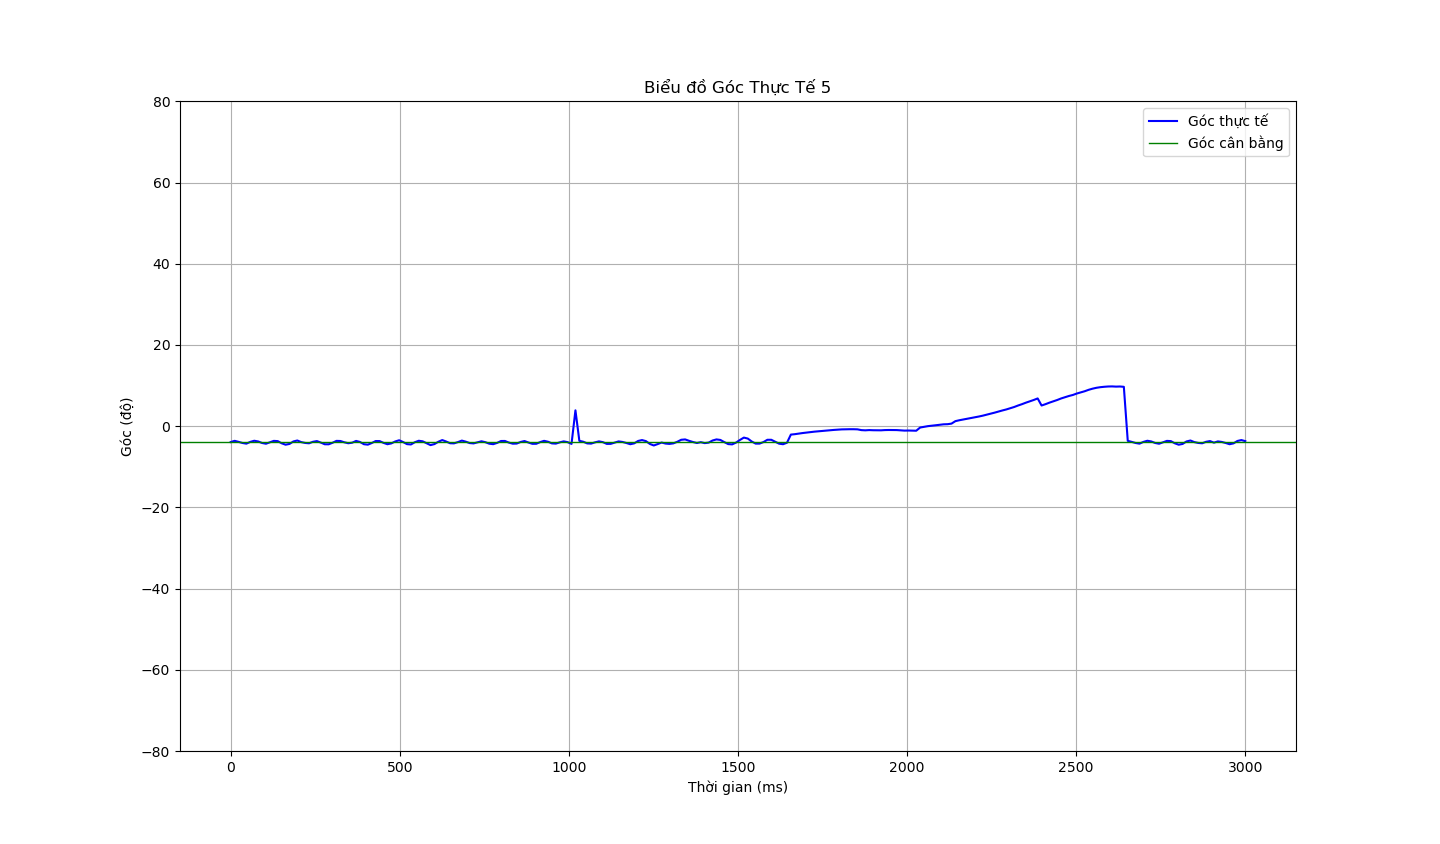 Biểu đồ Góc Thực Tế 5
Góc thực tế
Góc cân bằng
80
60
40
20
0
−20
−40
−60
−80
Góc (độ)
0 500 1000 1500 2000 2500 3000
Thời gian (ms)